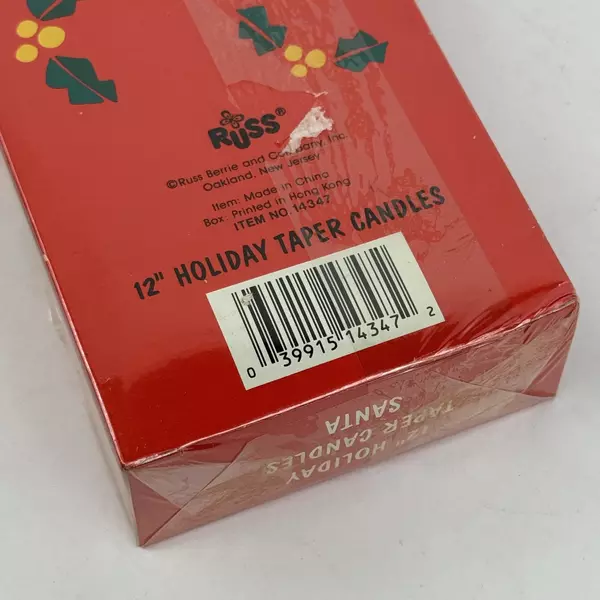 RUSS®
©Russ Berrie and Company, Inc.
Oakland, New Jersey
Item: Made in China
Box: Printed in Hong Kong
ITEM NO. 14347
12" HOLIDAY TAPER CANDLES
0 39915 14347 2
12" HOLIDAY
TAPER CANDLES
SANTA